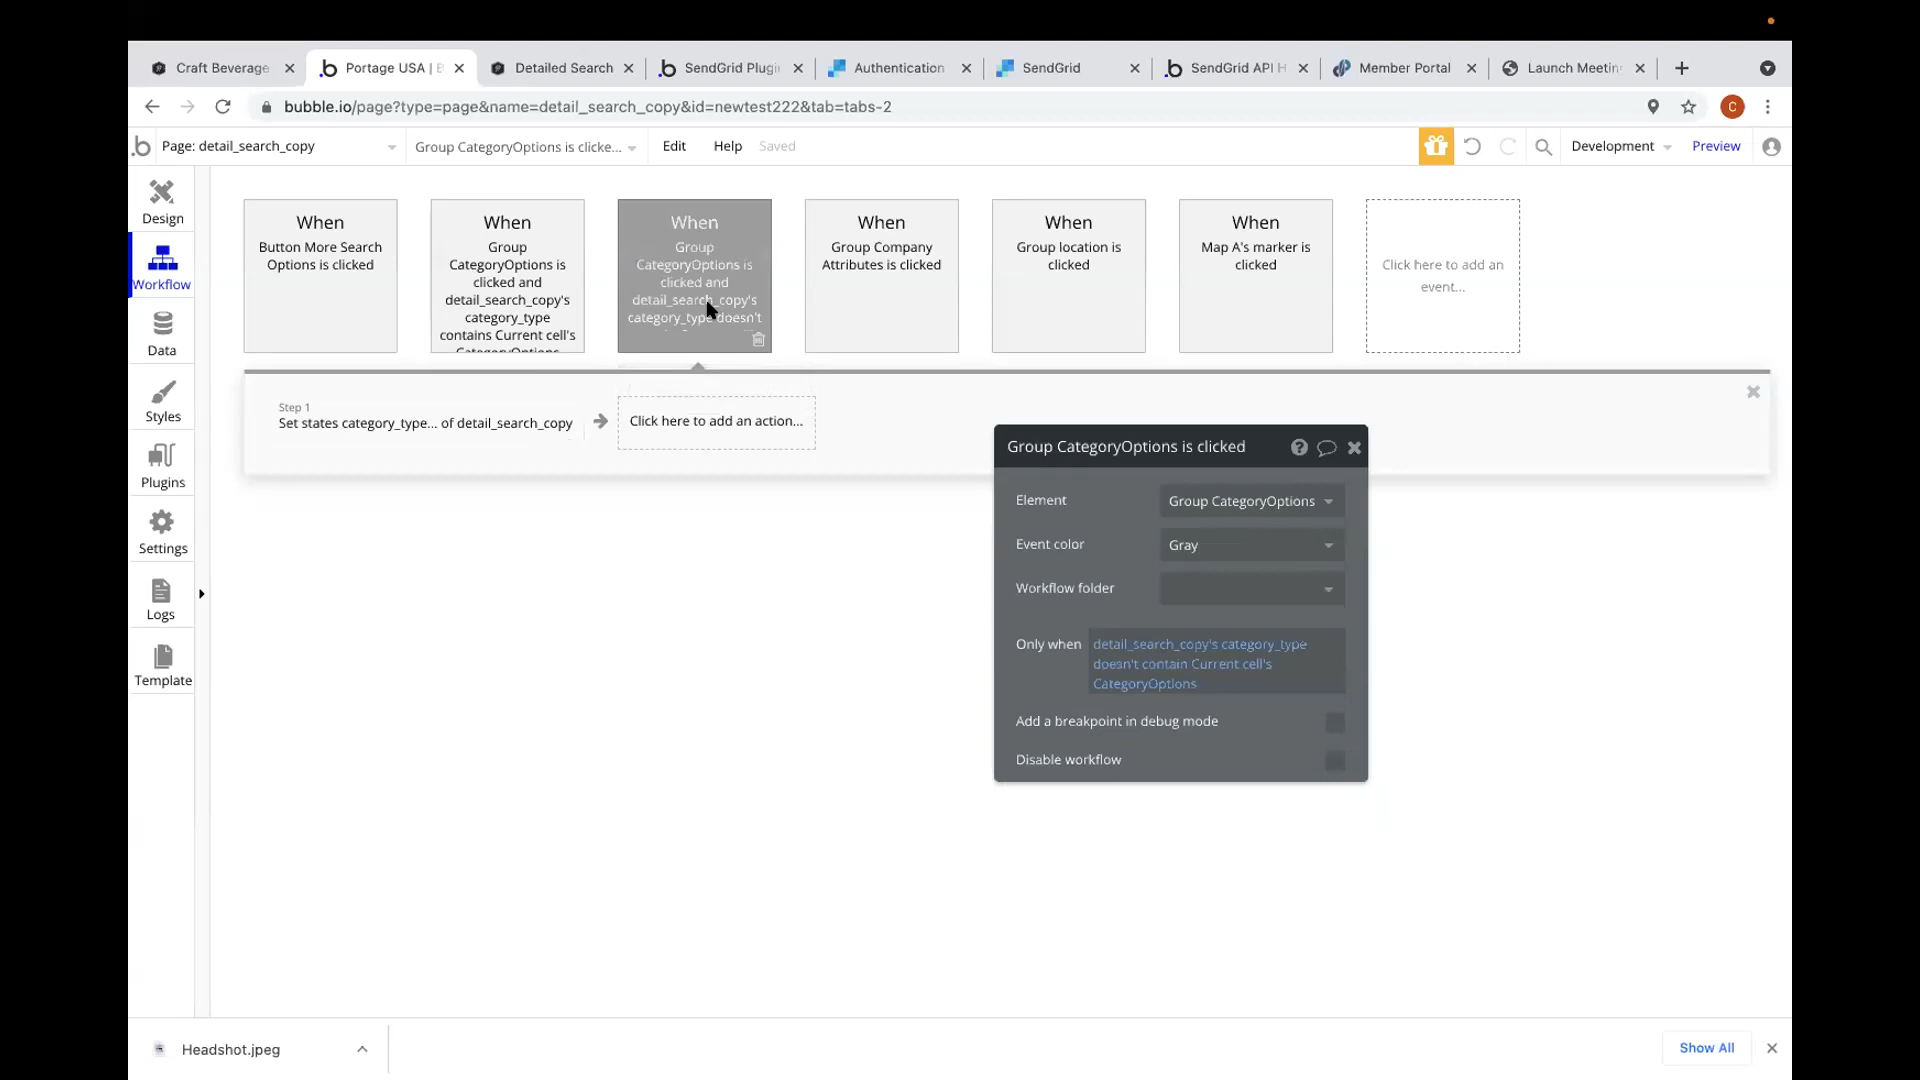 Craft Beverage
Portage USA | B
Detailed Search
SendGrid Plugi
Authentication
SendGrid
SendGrid API H
Member Portal
Launch Meetin
bubble.io/page?type=page&name=detail_search_copy&id=newtest222&tab=tabs-2
C
Page: detail_search_copy
Group CategoryOptions is clicke...
Edit
Help
Saved
Development
Preview
Design
Workflow
Data
Styles
Plugins
Settings
Logs
Template
When
Button More Search
Options is clicked
When
Group
CategoryOptions is
clicked and
detail_search_copy's
category_type
contains Current cell's
CategoryOptions
When
Group
CategoryOptions is
clicked and
detail_search_copy's
category_type doesn't
When
Group Company
Attributes is clicked
When
Group location is
clicked
When
Map A's marker is
clicked
Click here to add an
event...
Step 1
Set states category_type... of detail_search_copy
Click here to add an action...
Group CategoryOptions is clicked
Element
Group CategoryOptions
Event color
Gray
Workflow folder
Only when
detail_search_copy's category_type
doesn't contain Current cell's
CategoryOptions
Add a breakpoint in debug mode
Disable workflow
Headshot.jpeg
Show All